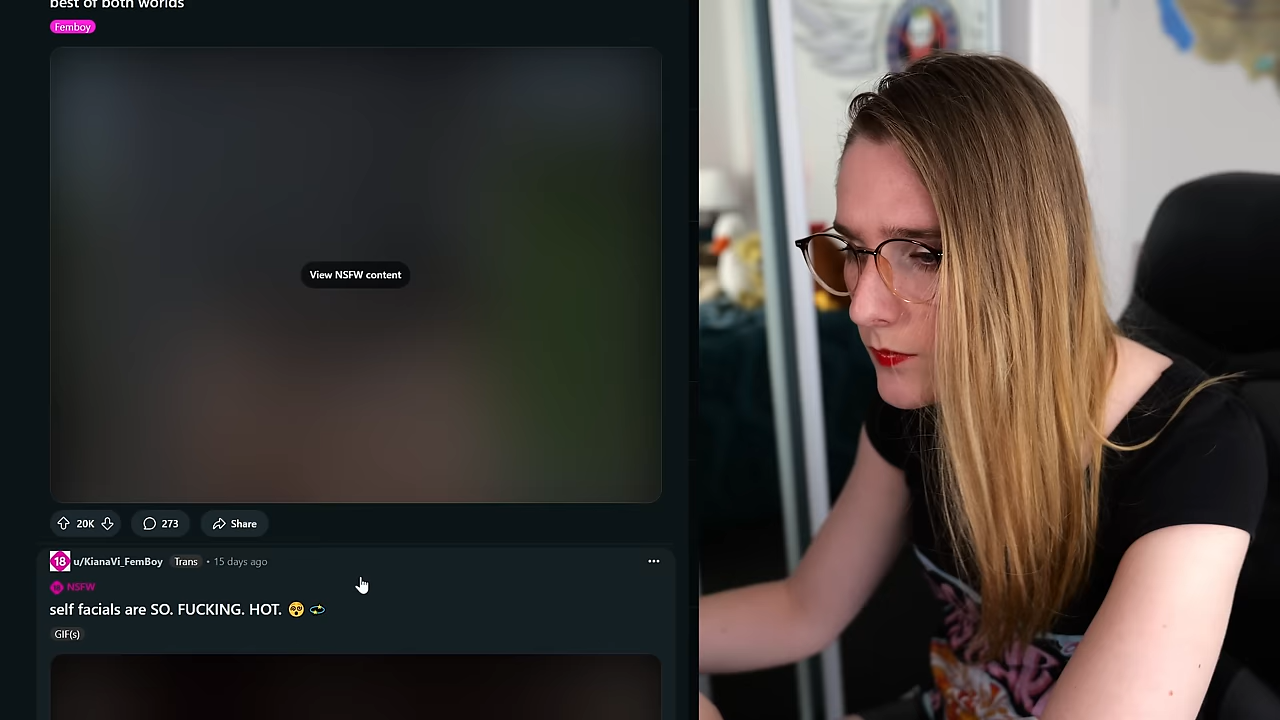 best of both worlds
Femboy
View NSFW content
20K
273
Share
18 u/KianaVi_FemBoy Trans • 15 days ago
NSFW
self facials are SO. FUCKING. HOT. 😵‍💫 💫
GIF(s)